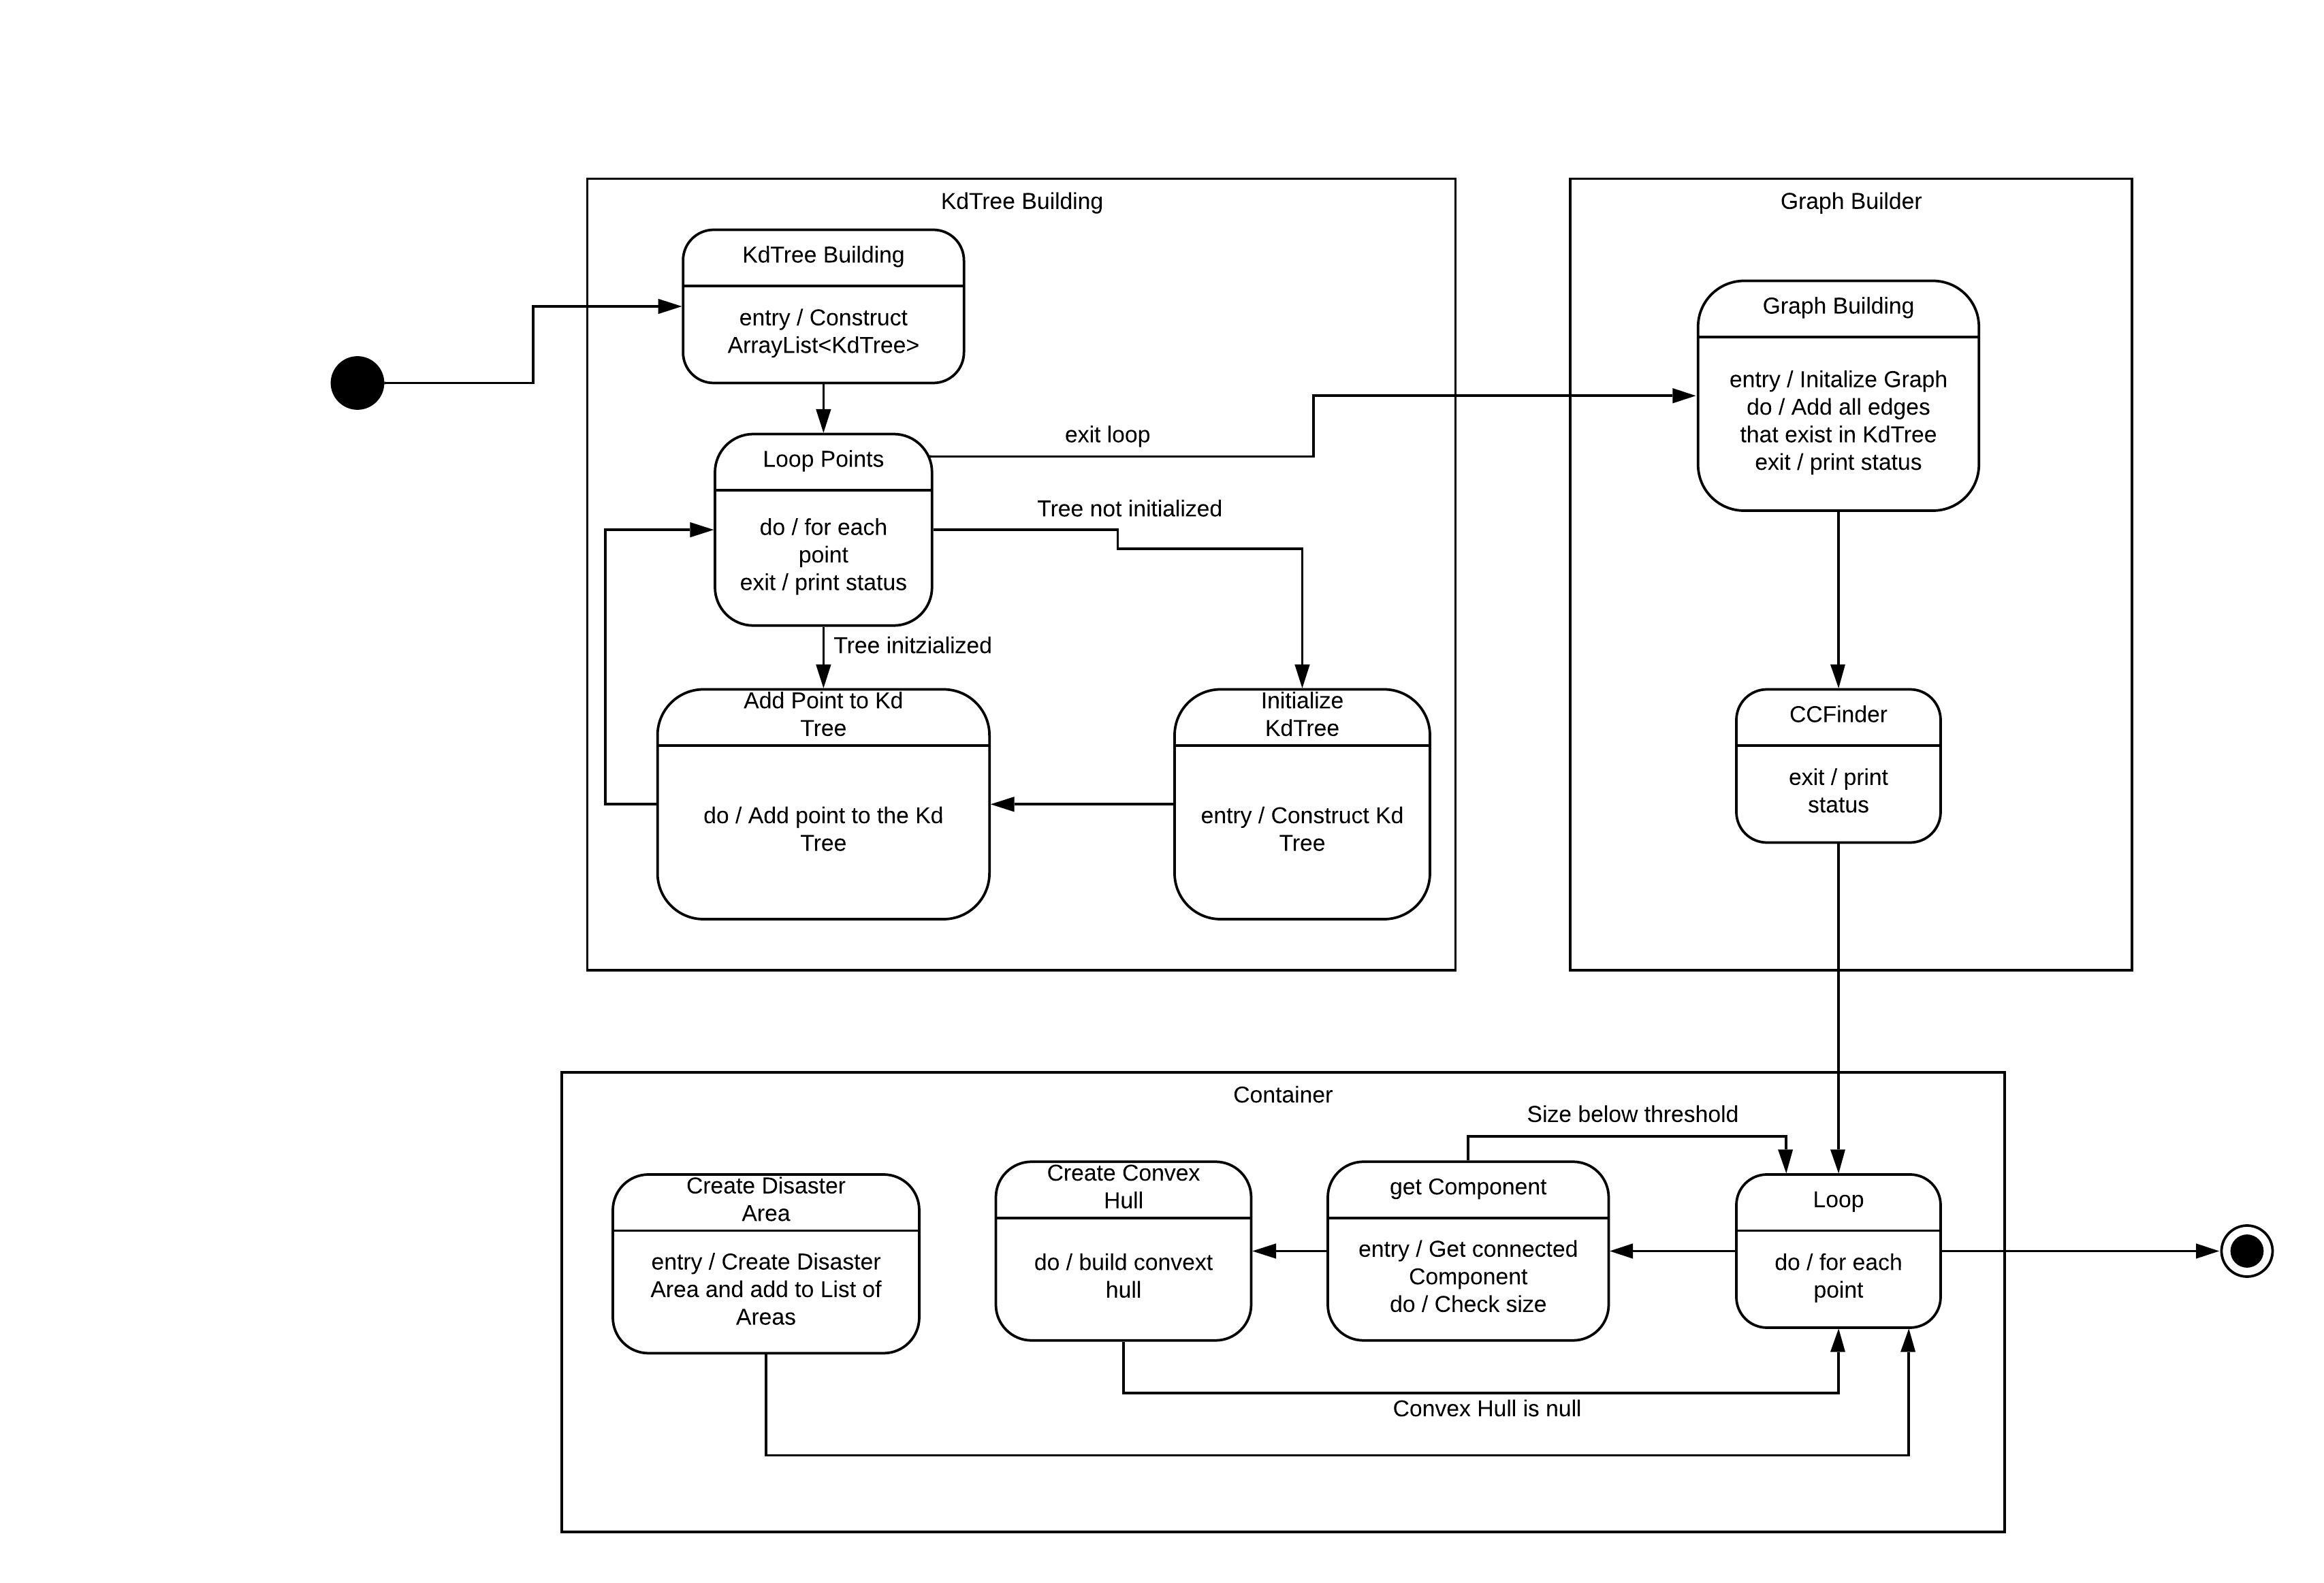 KdTree Building
KdTree Building
entry / Construct
ArrayList<KdTree>
Loop Points
do / for each
point
exit / print status
exit loop
Tree not initialized
Tree initzialized
Add Point to Kd
Tree
do / Add point to the Kd
Tree
Initialize
KdTree
entry / Construct Kd
Tree
Graph Builder
Graph Building
entry / Initalize Graph
do / Add all edges
that exist in KdTree
exit / print status
CCFinder
exit / print
status
Container
Size below threshold
Create Disaster
Area
entry / Create Disaster
Area and add to List of
Areas
Create Convex
Hull
do / build convext
hull
get Component
entry / Get connected
Component
do / Check size
Loop
do / for each
point
Convex Hull is null